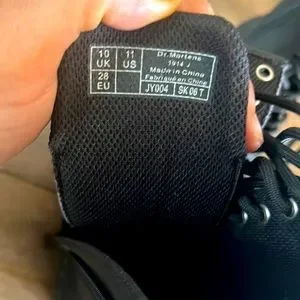 10 UK
11 US
28 EU
Dr. Martens
1914 J
Made in China
Fabriqué en Chine
JY004
SK 06 T